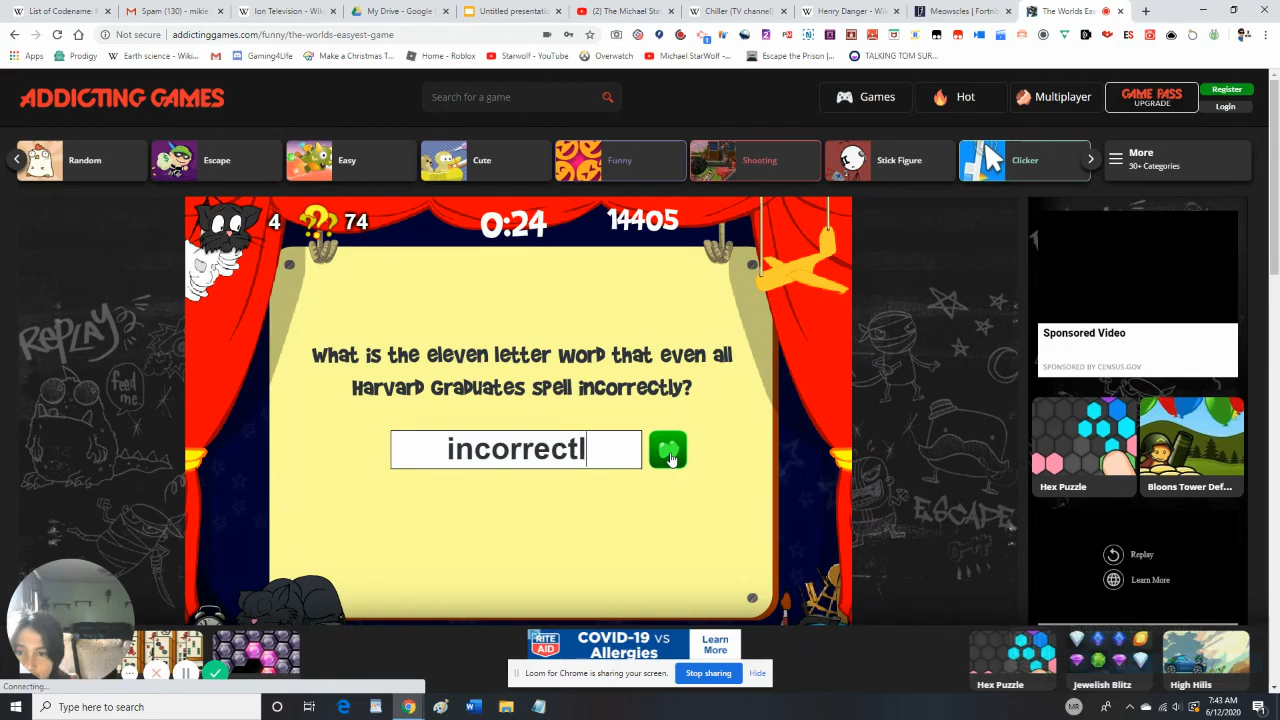 List of Codename: K
Spam (130) - mikie
Ion Television - Wiki
My Drive - Google
Untitled presentatio
(2) The Michael Sta
Chiller (TV channel)
Henry Danger - Wi
Meowscles | Fortnit
The Worlds Eas
Not secure | addictinggames.com/funny/the-worlds-easyest-game
Apps
Prodigy
Earth science - Wiki...
Gaming4Life
Make a Christmas T...
Home - Roblox
Starwolf - YouTube
Overwatch
Michael StarWolf -...
Escape the Prison |...
TALKING TOM SUR...
ADDICTING GAMES
Search for a game
Games
Hot
Multiplayer
GAME PASS
UPGRADE
Register
Login
Random
Escape
Easy
Cute
Funny
Shooting
Stick Figure
Clicker
More
30+ Categories
4
74
0:24
14405
What is the eleven letter word that even all
Harvard Graduates spell incorrectly?
incorrectl
REPLAY
feed me
ESCAPE
Sponsored Video
SPONSORED BY CENSUS.GOV
Hex Puzzle
Bloons Tower Def...
Replay
Learn More
RITE AID
COVID-19 vs
Allergies
Learn More
Loom for Chrome is sharing your screen.
Stop sharing
Hide
Hex Puzzle
Jewelish Blitz
High Hills
Connecting...
Type here to search
MR
7:43 AM
6/12/2020